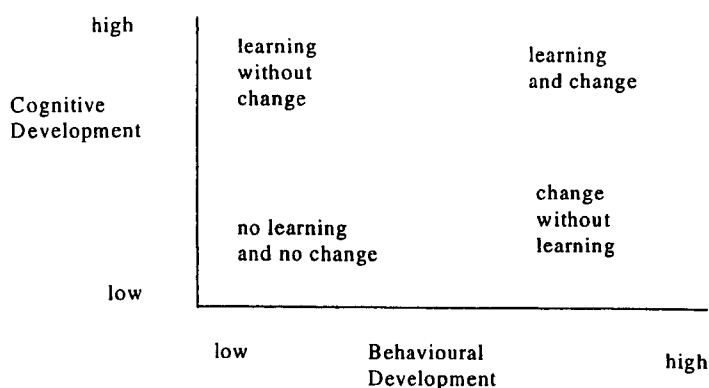 high
learning
without
change
learning
and change
Cognitive
Development
change
without
learning
no learning
and no change
low
low
Behavioural
Development
high